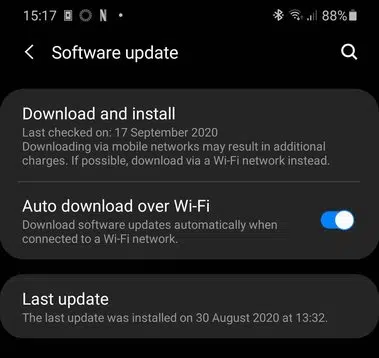 15:17 N 88%
Software update
Download and install
Last checked on: 17 September 2020
Downloading via mobile networks may result in additional
charges. If possible, download via a Wi-Fi network instead.
Auto download over Wi-Fi
Download software updates automatically when
connected to a Wi-Fi network.
Last update
The last update was installed on 30 August 2020 at 13:32.